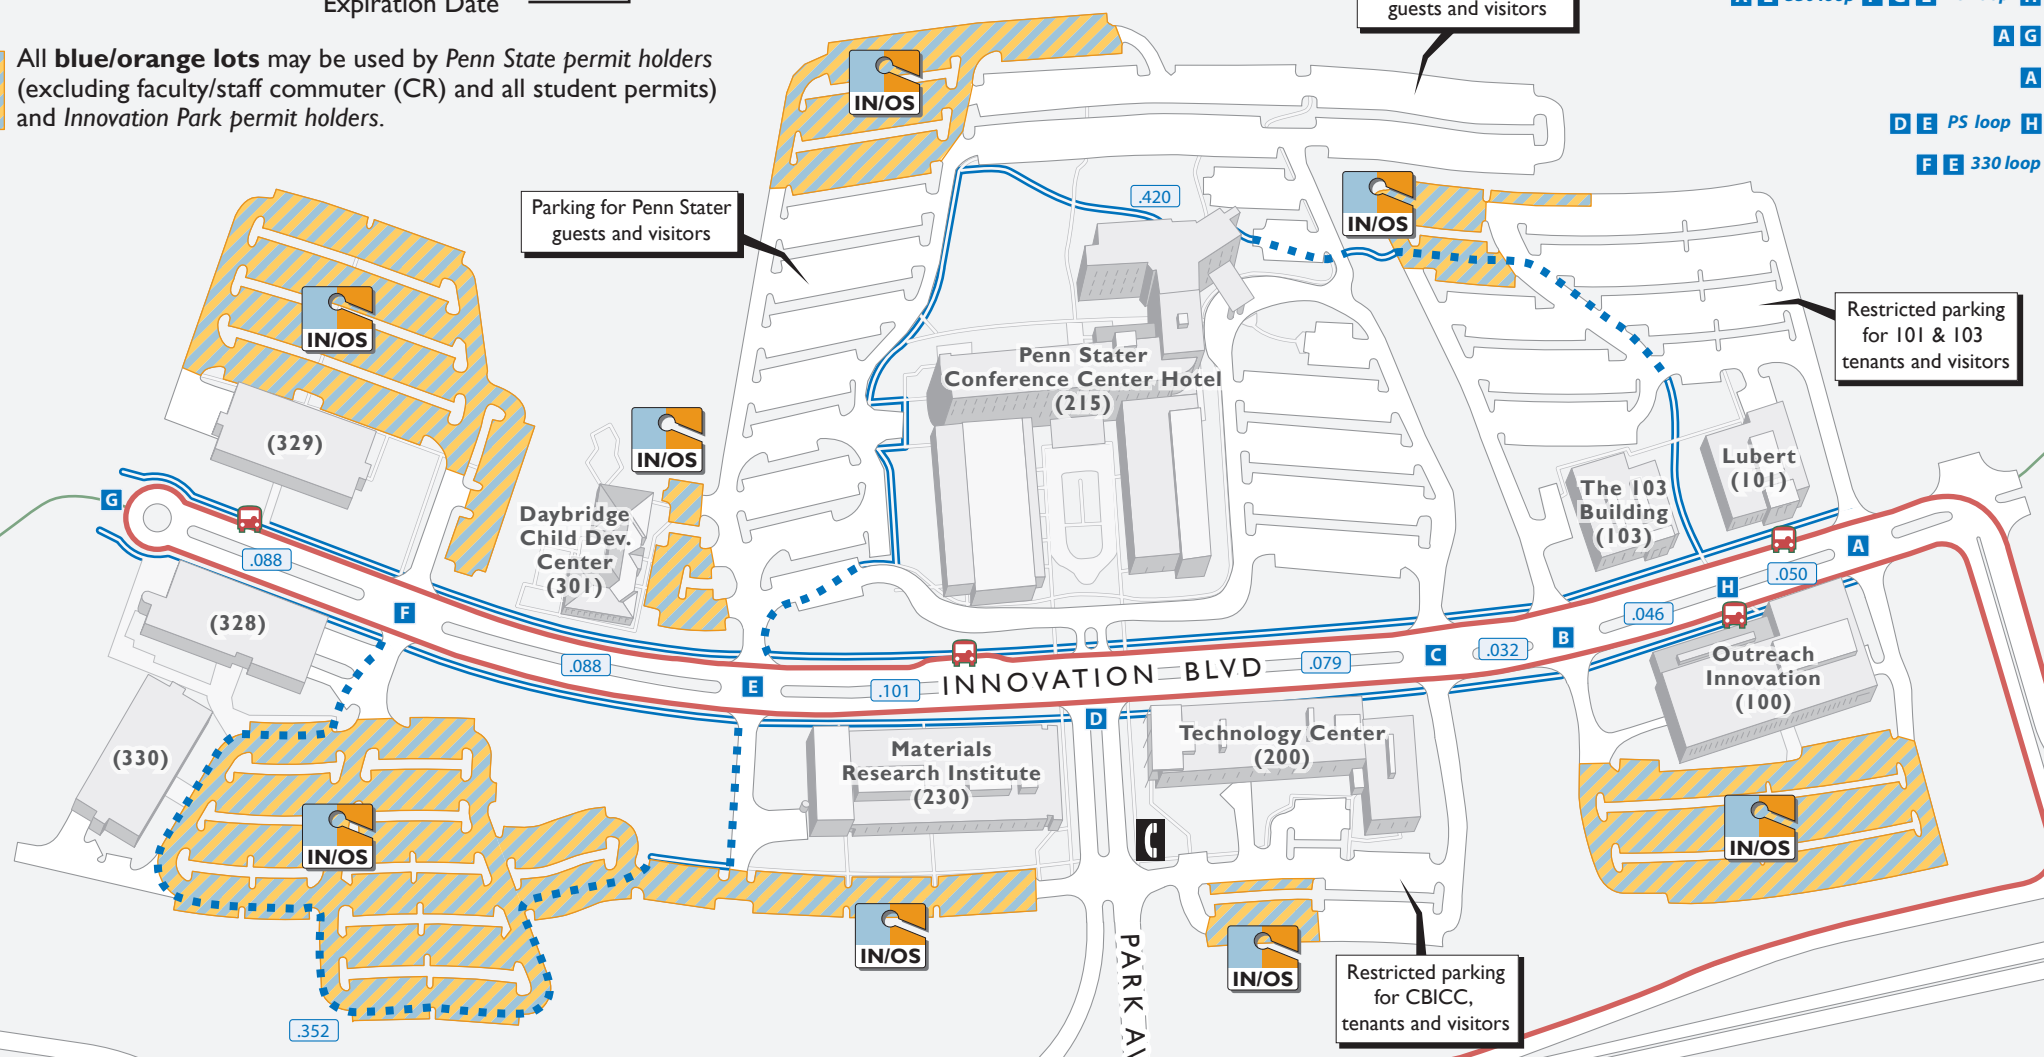 Expiration Date
All blue/orange lots may be used by Penn State permit holders
(excluding faculty/staff commuter (CR) and all student permits)
and Innovation Park permit holders.
guests and visitors
A G
A
D E PS loop H
F E 330 loop
IN/OS
.420
IN/OS
Parking for Penn Stater
guests and visitors
IN/OS
Restricted parking
for 101 & 103
tenants and visitors
Penn Stater
Conference Center Hotel
(215)
(329)
IN/OS
Lubert
(101)
The 103
Building
(103)
G
Daybridge
Child Dev.
Center
(301)
.088
A
.050
H
F
(328)
.046
B
.088
E
.101
INNOVATION BLVD
.079
C
.032
D
Outreach
Innovation
(100)
Technology Center
(200)
Materials
Research Institute
(230)
(330)
IN/OS
IN/OS
IN/OS
IN/OS
PARK AV
Restricted parking
for CBICC,
tenants and visitors
.352